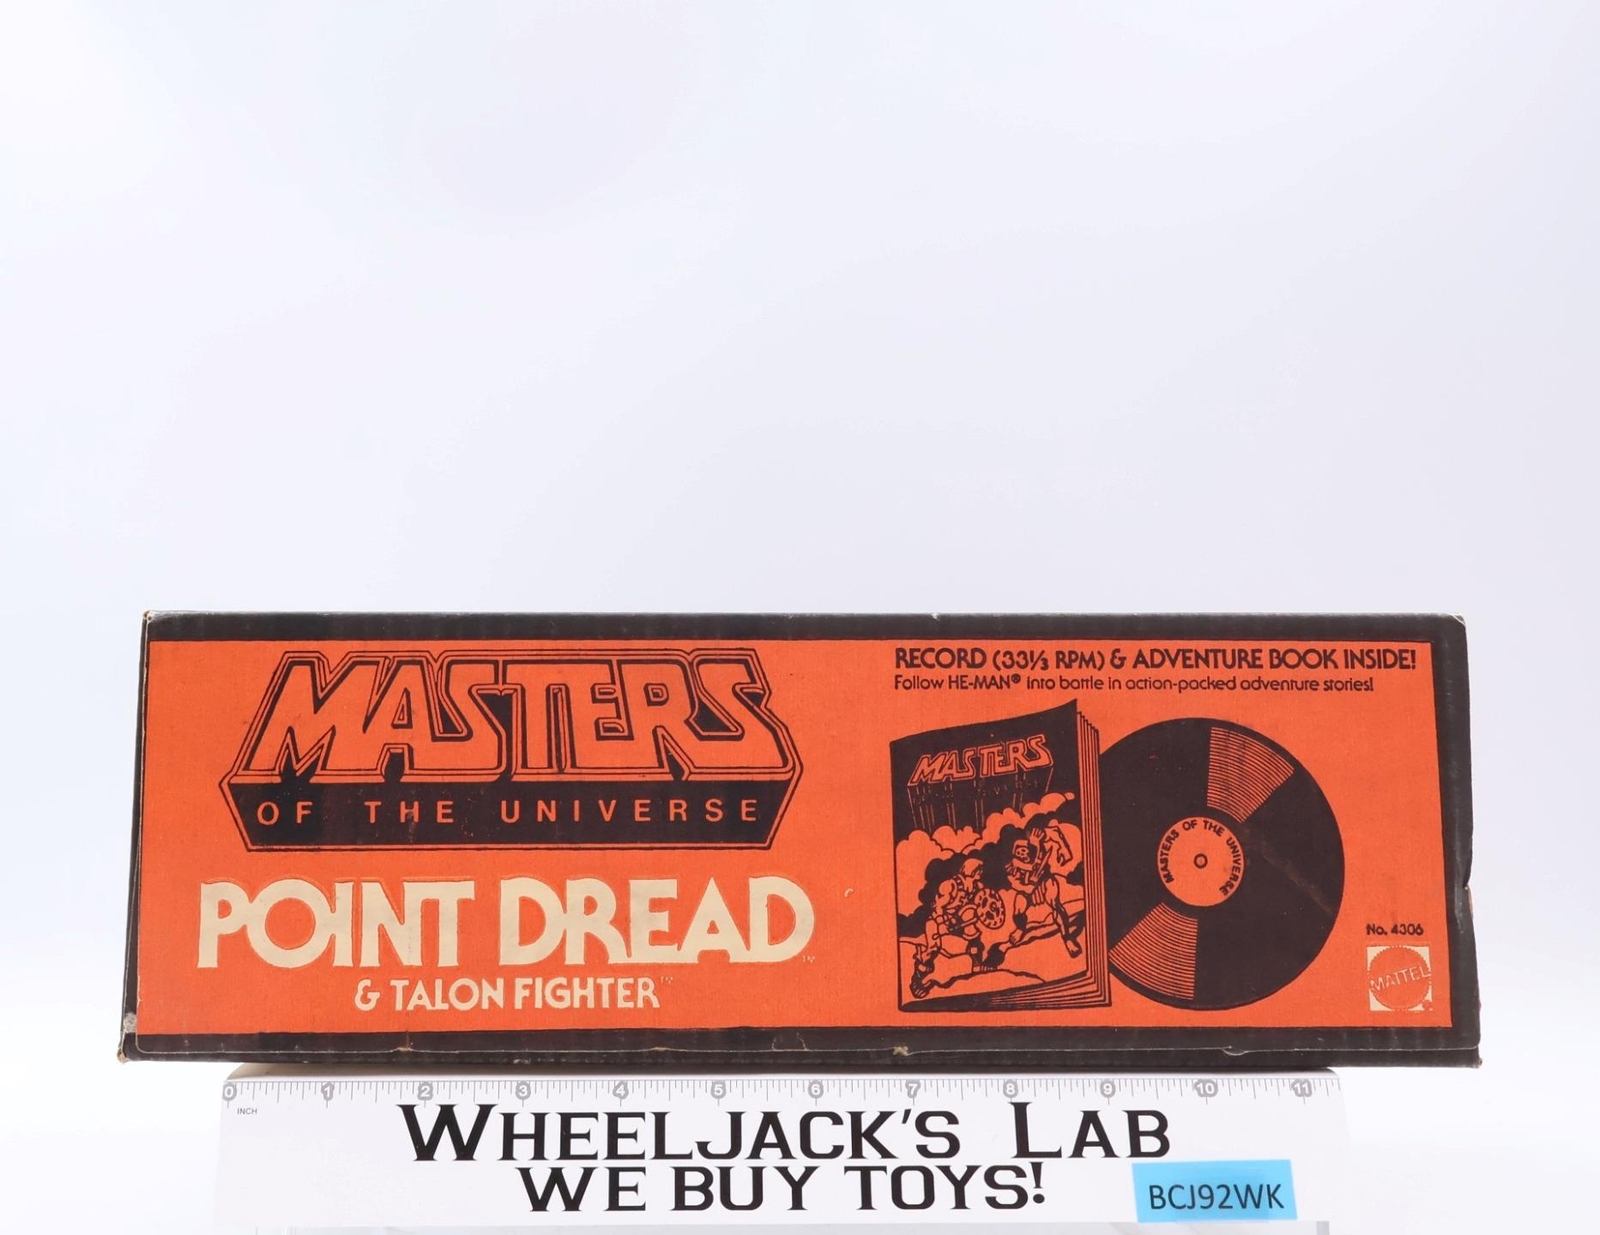 MASTERS
OF THE UNIVERSE
POINT DREAD™
& TALON FIGHTER™
RECORD (33⅓ RPM) & ADVENTURE BOOK INSIDE!
Follow HE-MAN® into battle in action-packed adventure stories!
MASTERS
MASTERS OF THE UNIVERSE
No. 4306
MATTEL
0 1 2 3 4 5 6 7 8 9 10 11
INCH
WHEELJACK'S LAB
WE BUY TOYS!
BCJ92WK